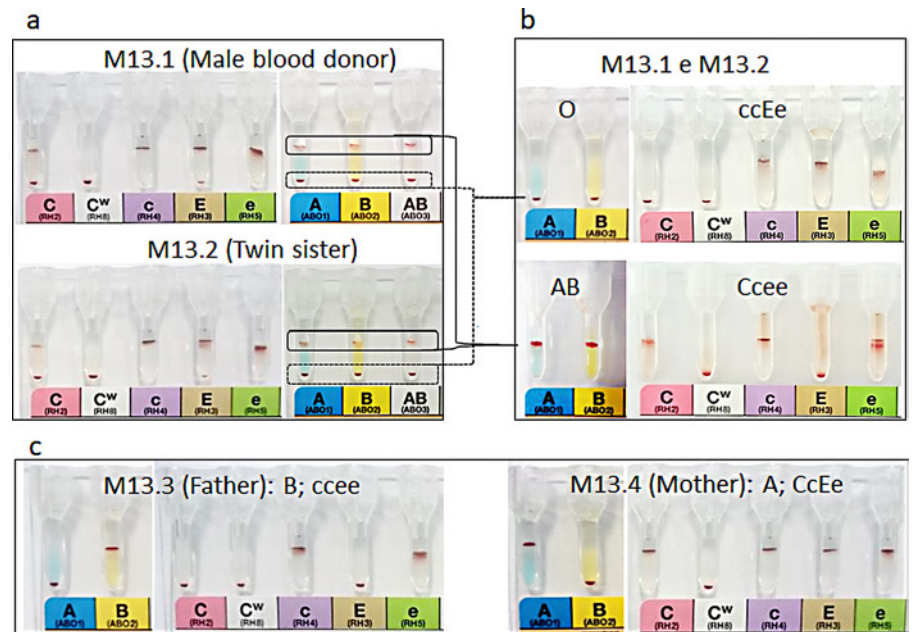 a
M13.1 (Male blood donor)
C (RH2) Cw (RH8) c (RH4) E (RH3) e (RH5) A (ABO1) B (ABO2) AB (ABO3)
M13.2 (Twin sister)
C (RH2) Cw (RH8) c (RH4) E (RH3) e (RH5) A (ABO1) B (ABO2) AB (ABO3)
b
M13.1 e M13.2
O ccEe
A (ABO1) B (ABO2) C (RH2) Cw (RH8) c (RH4) E (RH3) e (RH5)
AB Ccee
A (ABO1) B (ABO2) C (RH2) Cw (RH8) c (RH4) E (RH3) e (RH5)
c
M13.3 (Father): B; ccee
A (ABO1) B (ABO2) C (RH2) Cw (RH8) c (RH4) E (RH3) e (RH5)
M13.4 (Mother): A; CcEe
A (ABO1) B (ABO2) C (RH2) Cw (RH8) c (RH4) E (RH3) e (RH5)